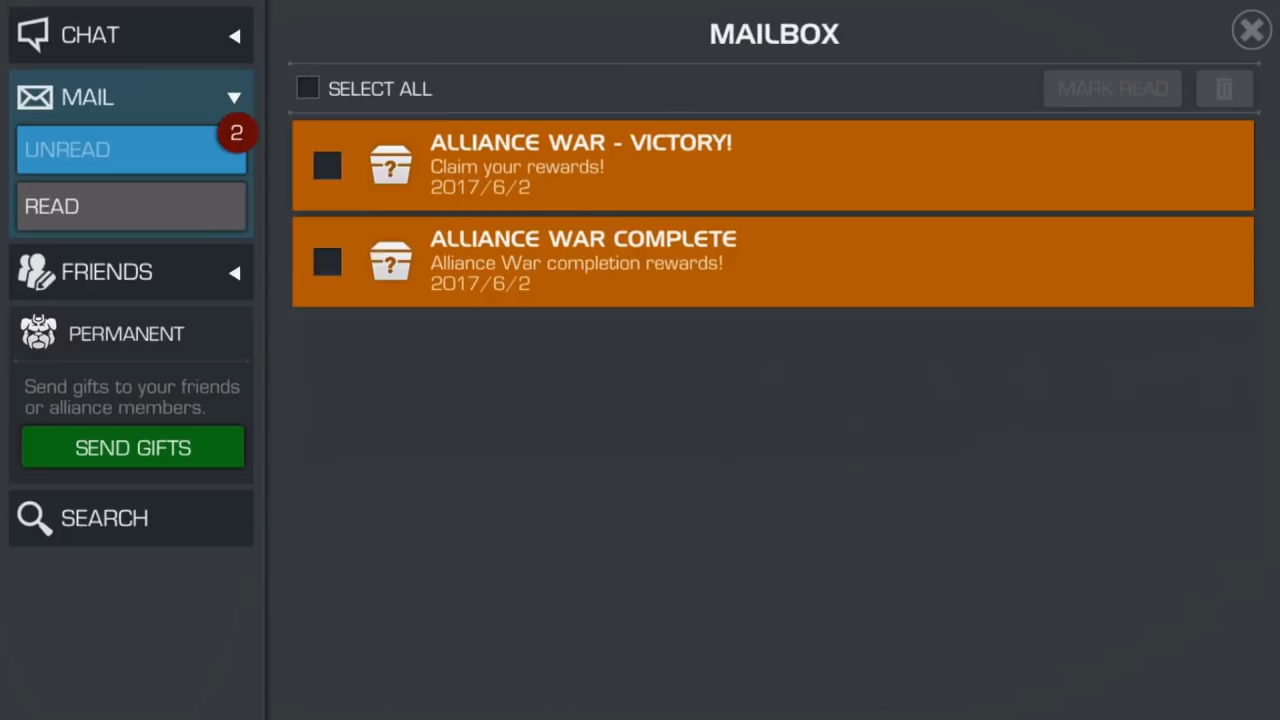 CHAT
MAIL
UNREAD
2
READ
FRIENDS
PERMANENT
Send gifts to your friends
or alliance members.
SEND GIFTS
SEARCH
MAILBOX
SELECT ALL
MARK READ
ALLIANCE WAR - VICTORY!
Claim your rewards!
2017/6/2
ALLIANCE WAR COMPLETE
Alliance War completion rewards!
2017/6/2